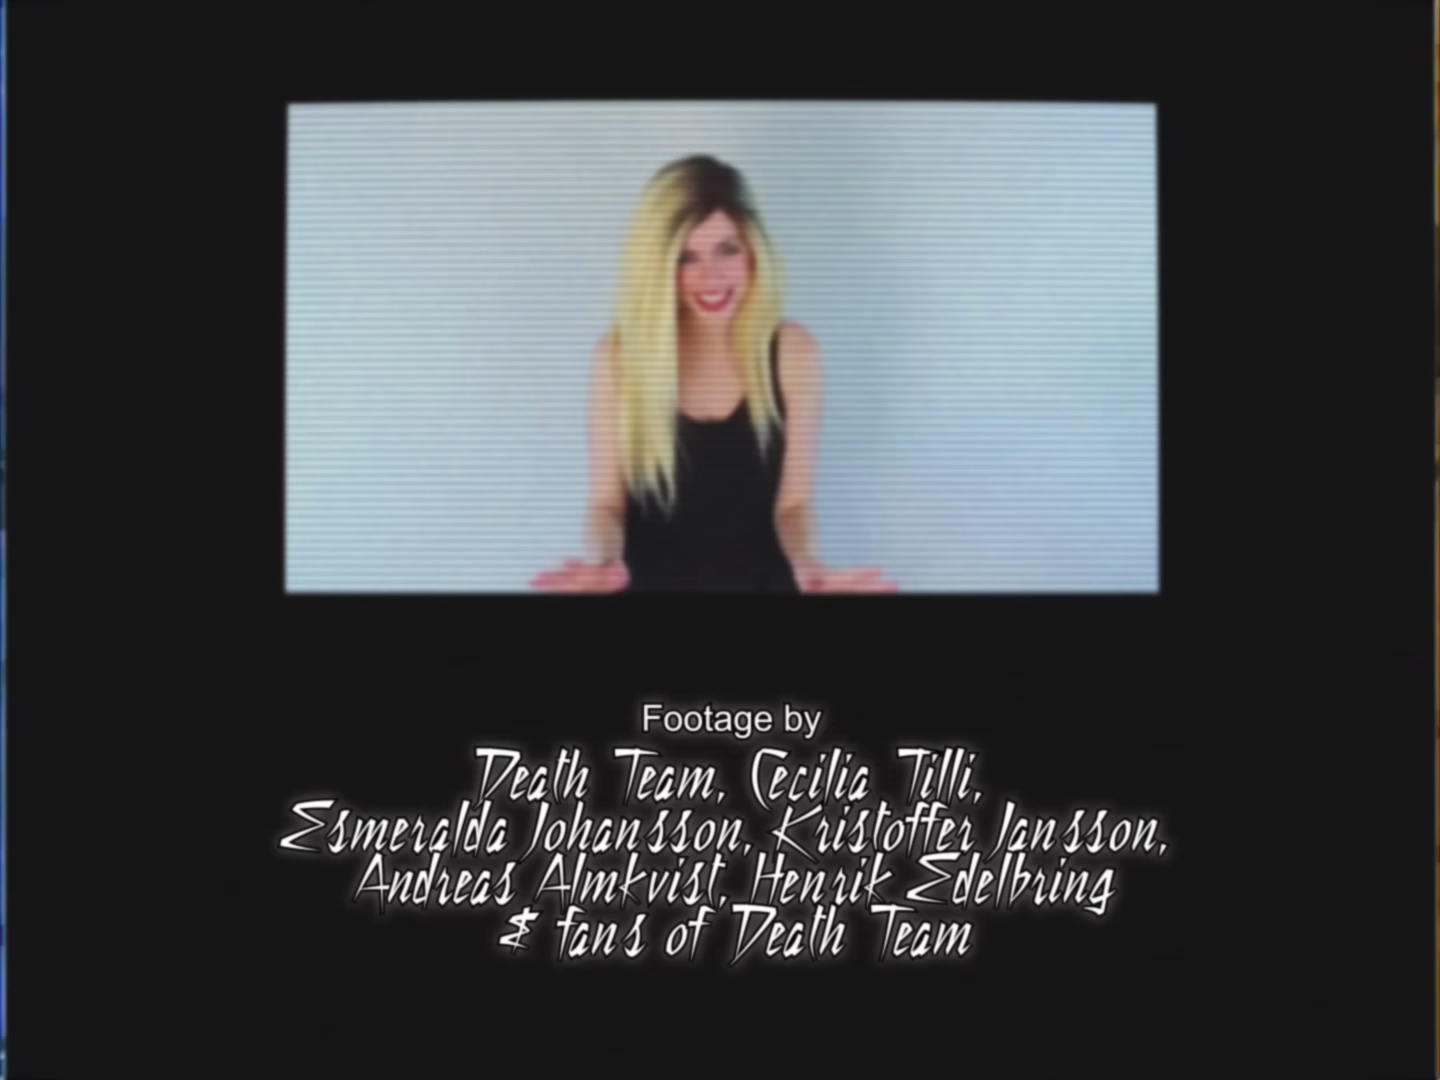 Footage by
Death Team, Cecilia Tilli,
Esmeralda Johansson, Kristoffer Jansson,
Andreas Almkvist, Henrik Edelbring
& fans of Death Team